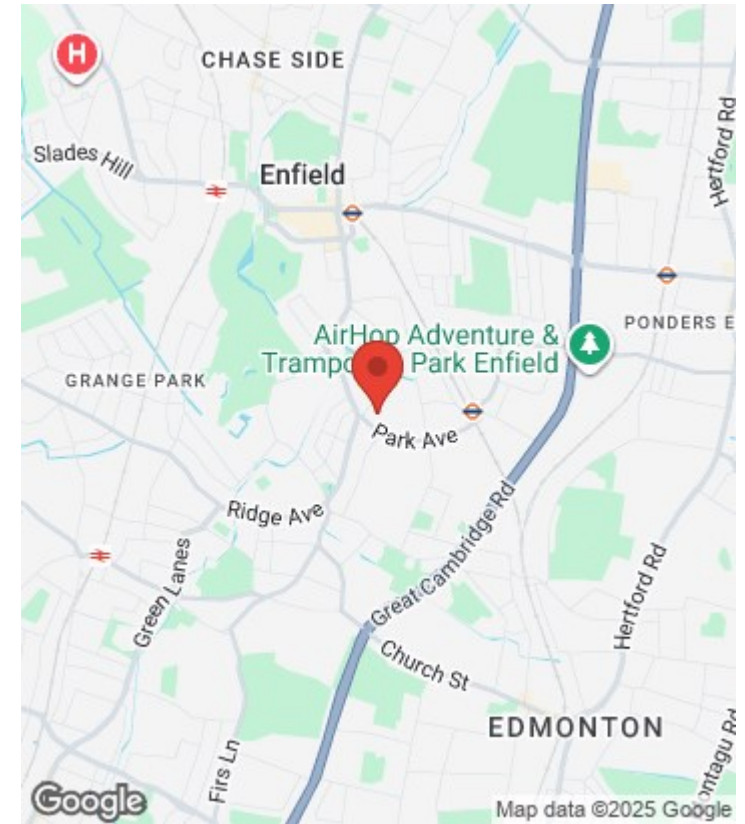 H
CHASE SIDE
Slades Hill
Enfield
Hertford Rd
AirHop Adventure &
Park Enfield
PONDERS E
GRANGE PARK
Park Ave
Ridge Ave
Great Cambridge Rd
Green Lanes
Hertford Rd
Church St
EDMONTON
Firs Ln
Rd
Google
Map data ©2025 Google